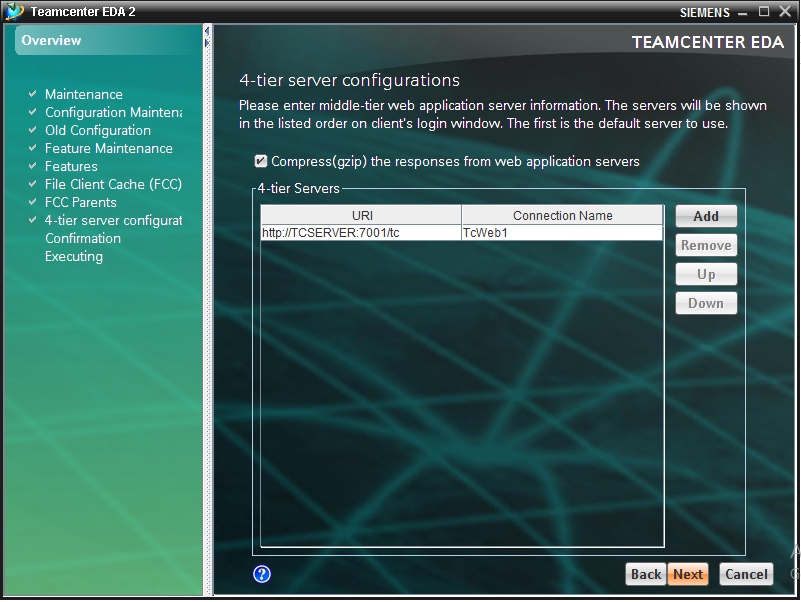 Teamcenter EDA 2
SIEMENS
Overview
TEAMCENTER EDA
Maintenance
Configuration Maintena
Old Configuration
Feature Maintenance
Features
File Client Cache (FCC)
FCC Parents
4-tier server configurat
Confirmation
Executing
4-tier server configurations
Please enter middle-tier web application server information. The servers will be shown
in the listed order on client's login window. The first is the default server to use.
Compress(gzip) the responses from web application servers
4-tier Servers
URI Connection Name
http://TCSERVER:7001/tc TcWeb1
Add
Remove
Up
Down
? Back Next Cancel